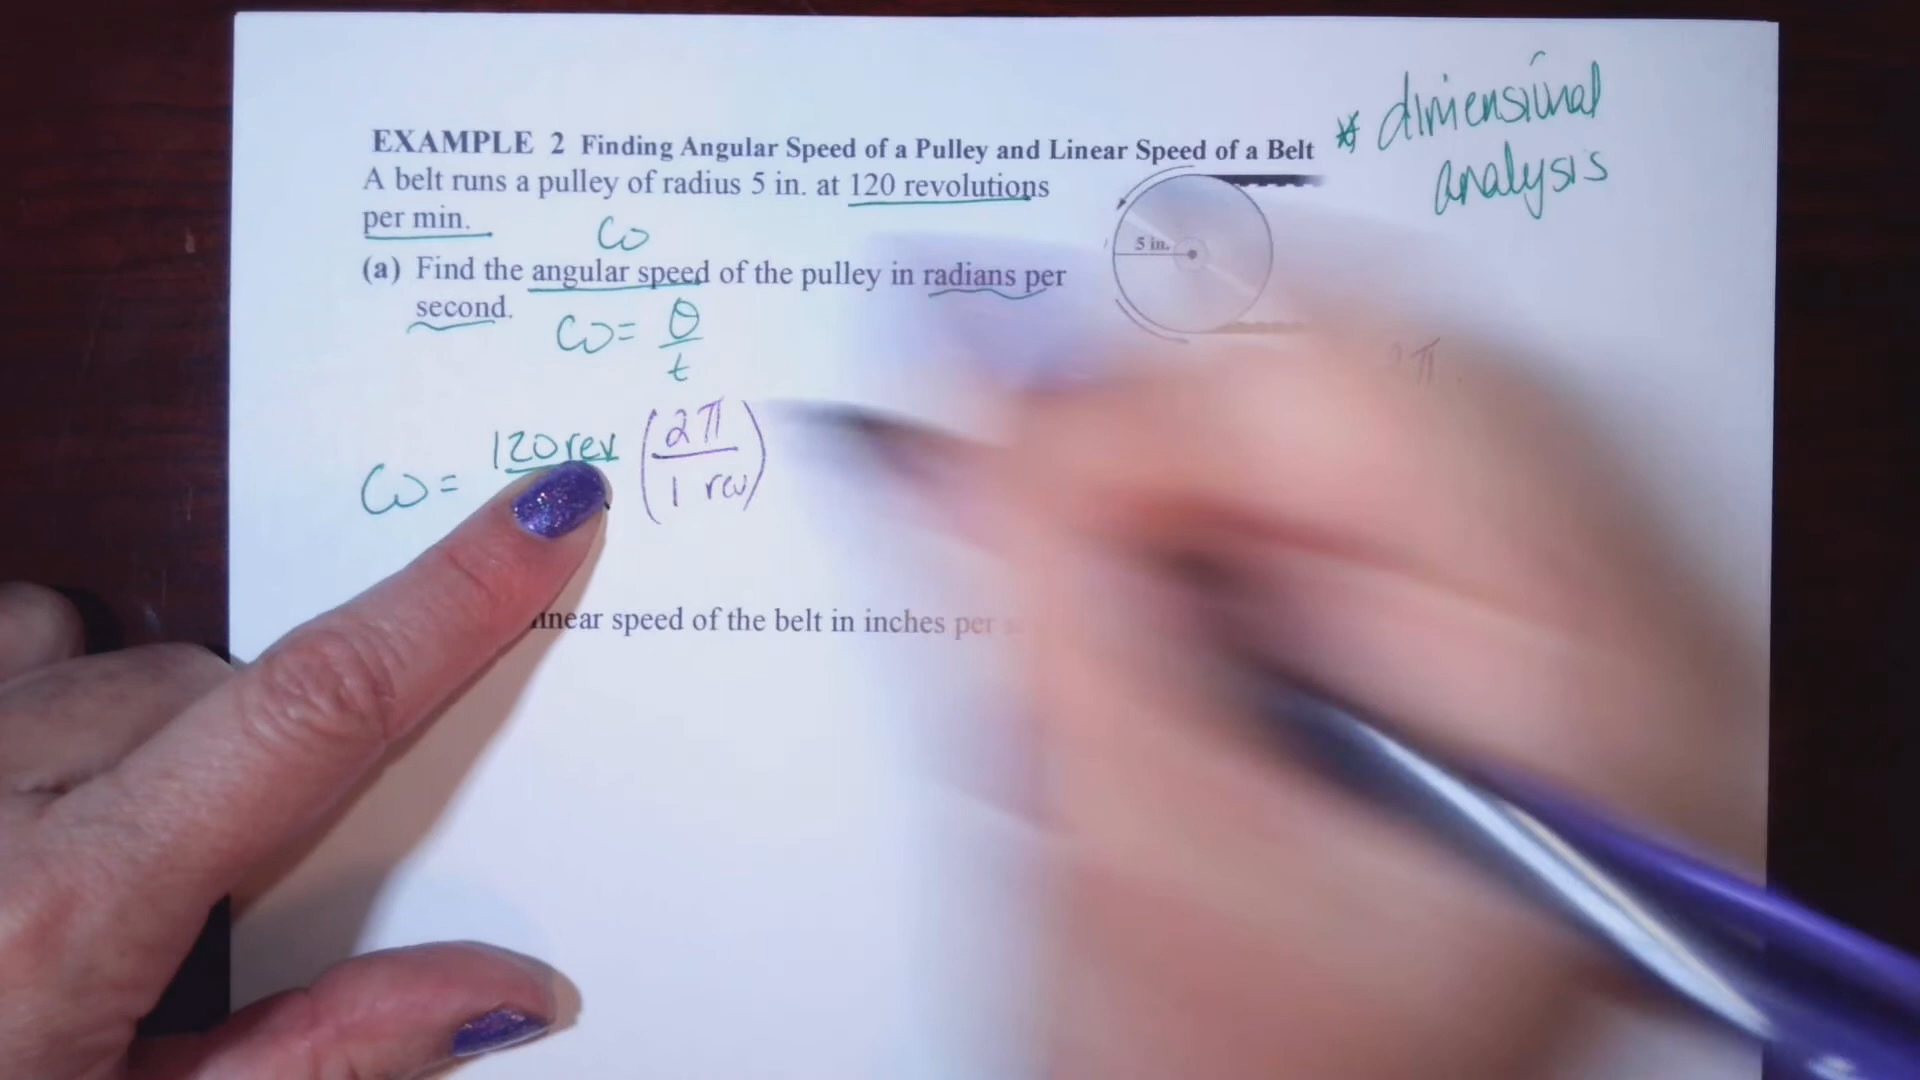 EXAMPLE 2 Finding Angular Speed of a Pulley and Linear Speed of a Belt
* dimensional
analysis
A belt runs a pulley of radius 5 in. at 120 revolutions
per min.
5 in.
ω
(a) Find the angular speed of the pulley in radians per
second.
ω = θ/t
ω = 120 rev (2π / 1 rev)
speed of the belt in inches per